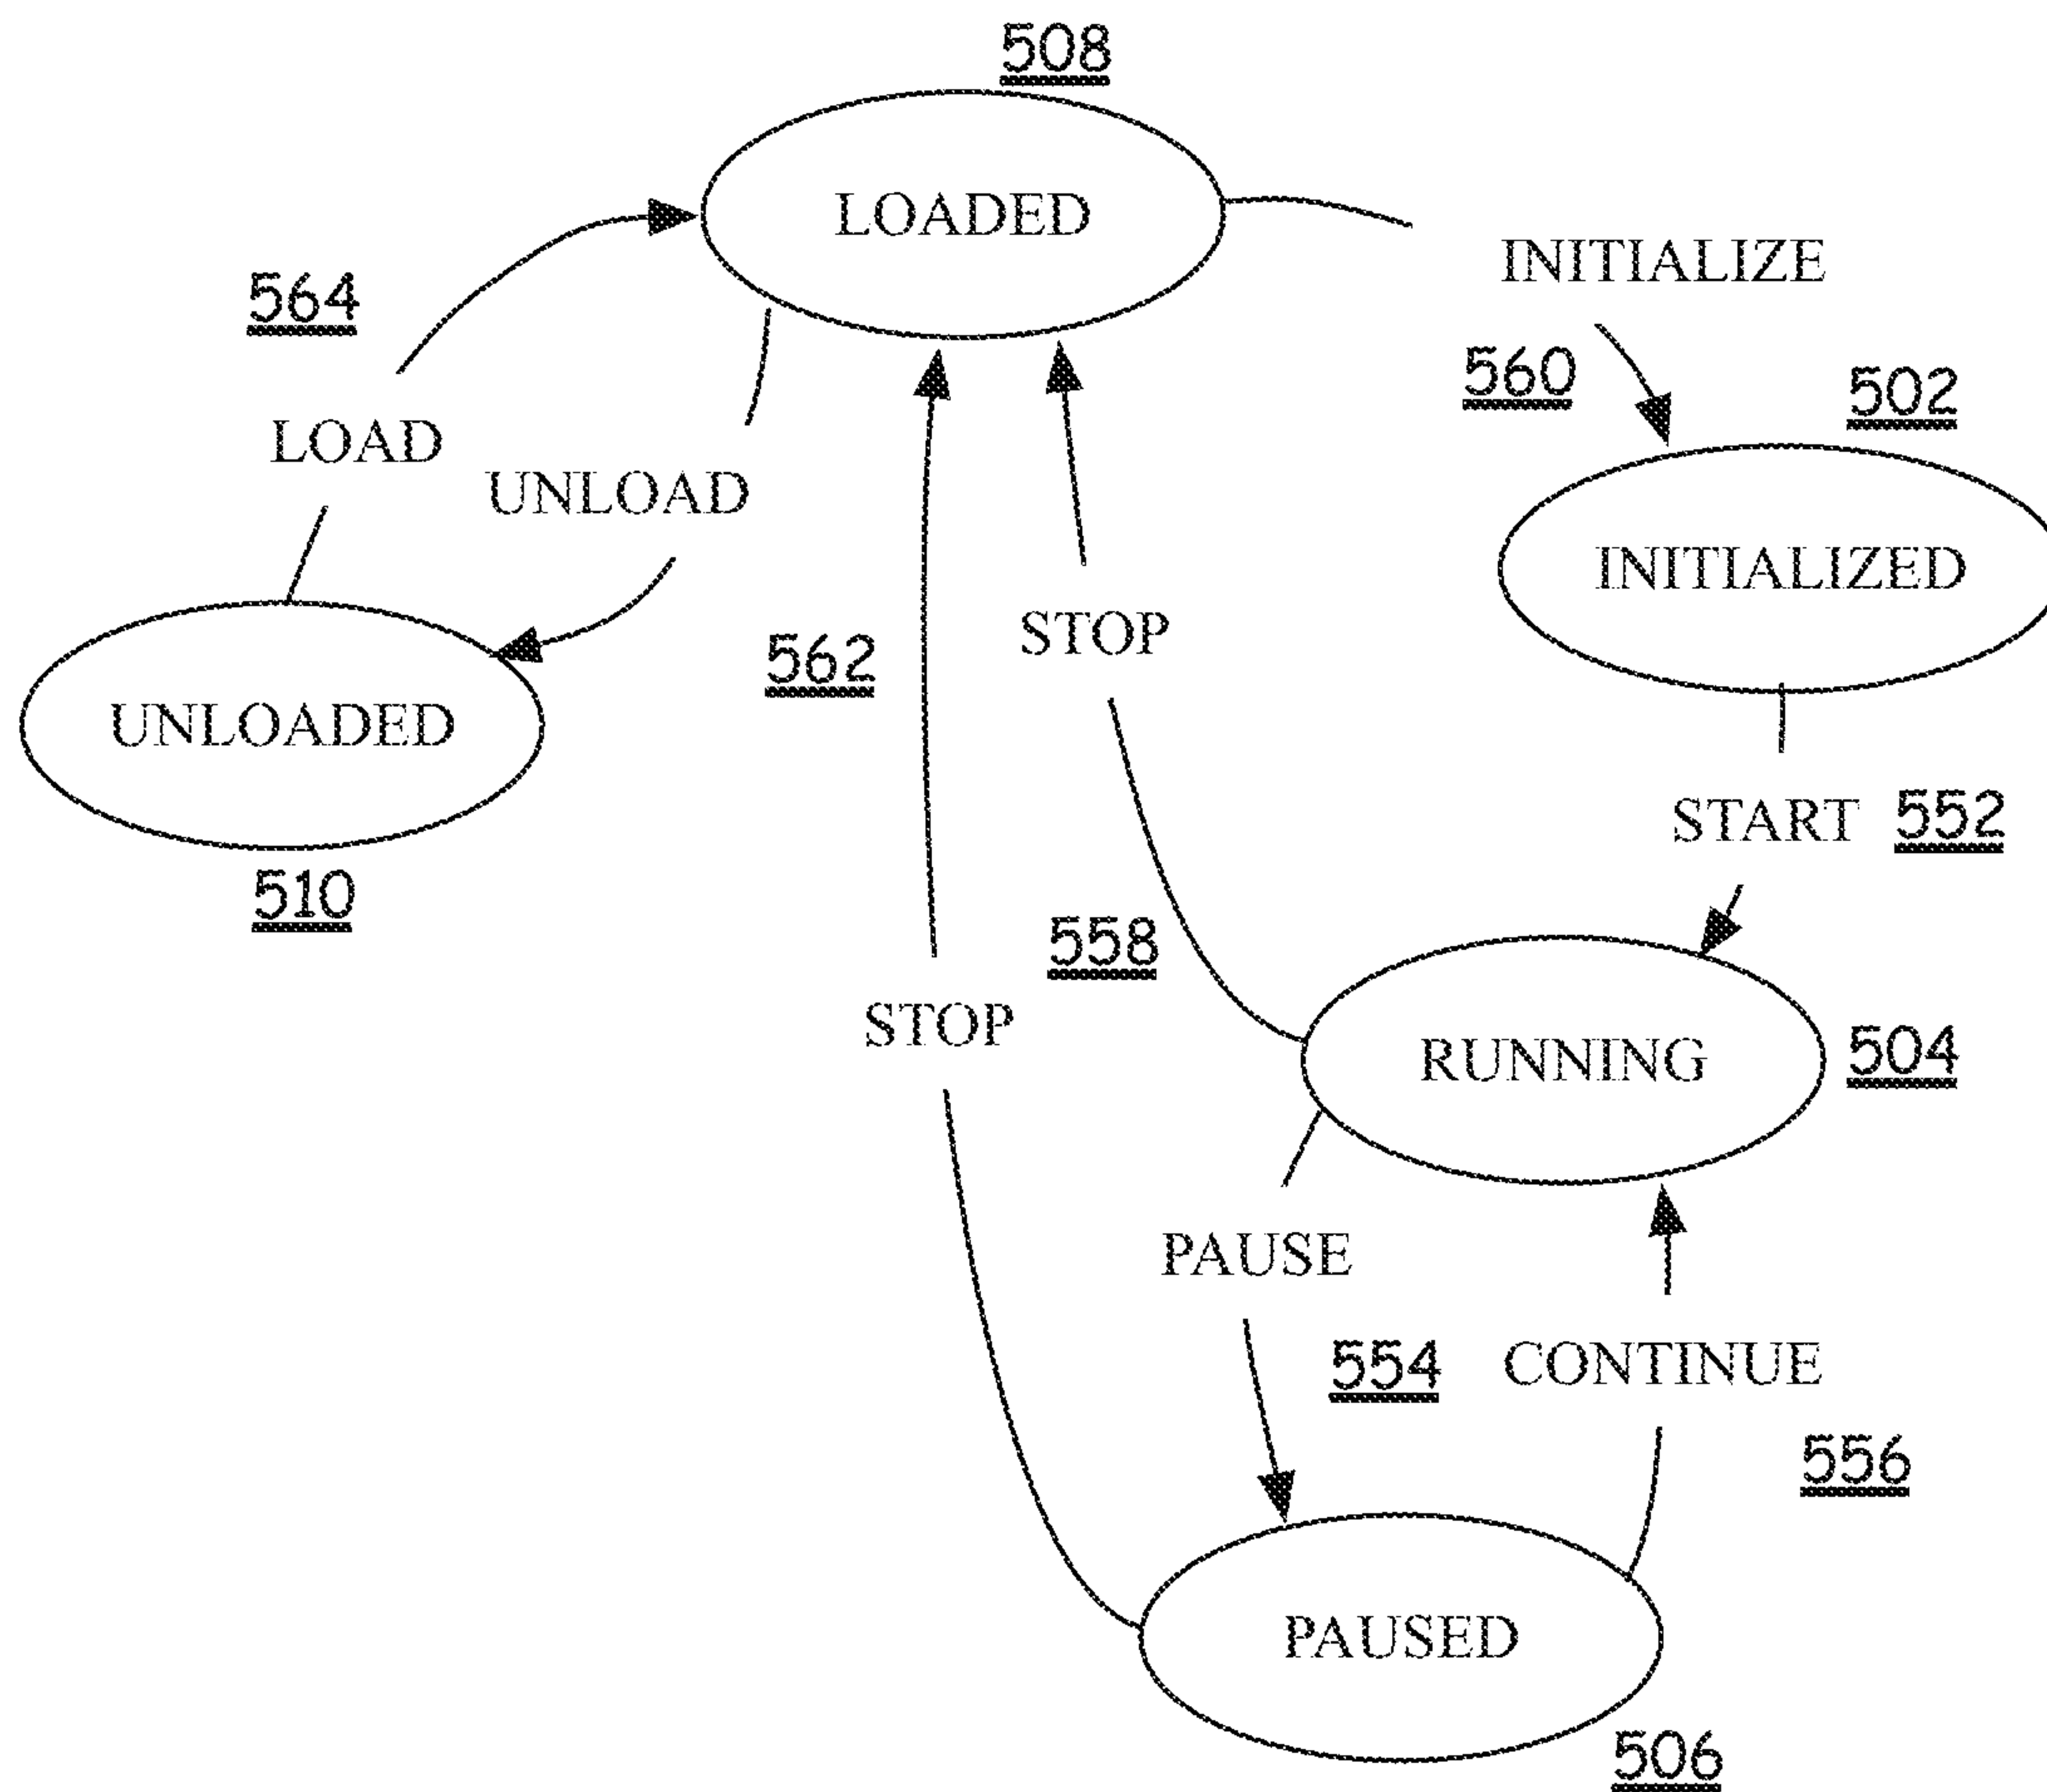 508
LOADED
INITIALIZE
564
560
502
LOAD
UNLOAD
INITIALIZED
STOP
562
UNLOADED
START 552
510
558
STOP
RUNNING
504
PAUSE
554
CONTINUE
556
PAUSED
506